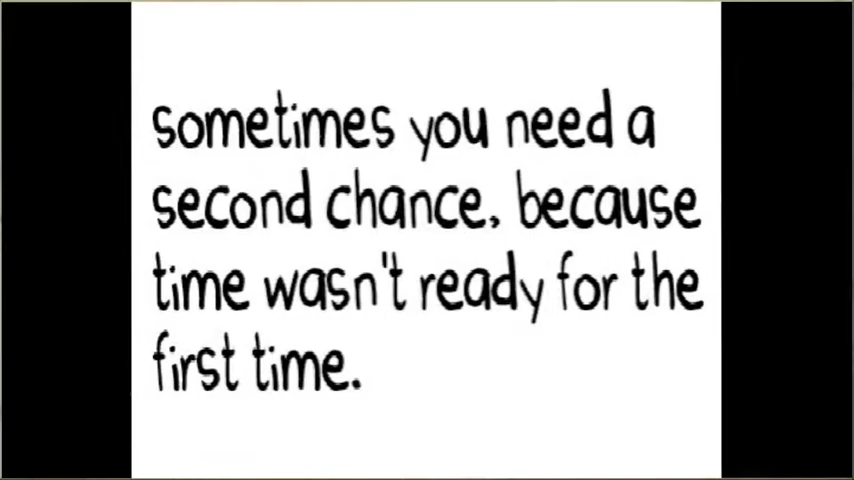 sometimes you need a
second chance, because
time wasn't ready for the
first time.